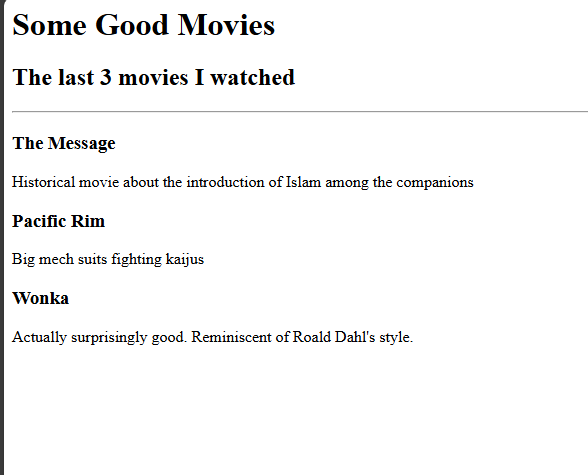 Some Good Movies
The last 3 movies I watched
The Message
Historical movie about the introduction of Islam among the companions
Pacific Rim
Big mech suits fighting kaijus
Wonka
Actually surprisingly good. Reminiscent of Roald Dahl's style.